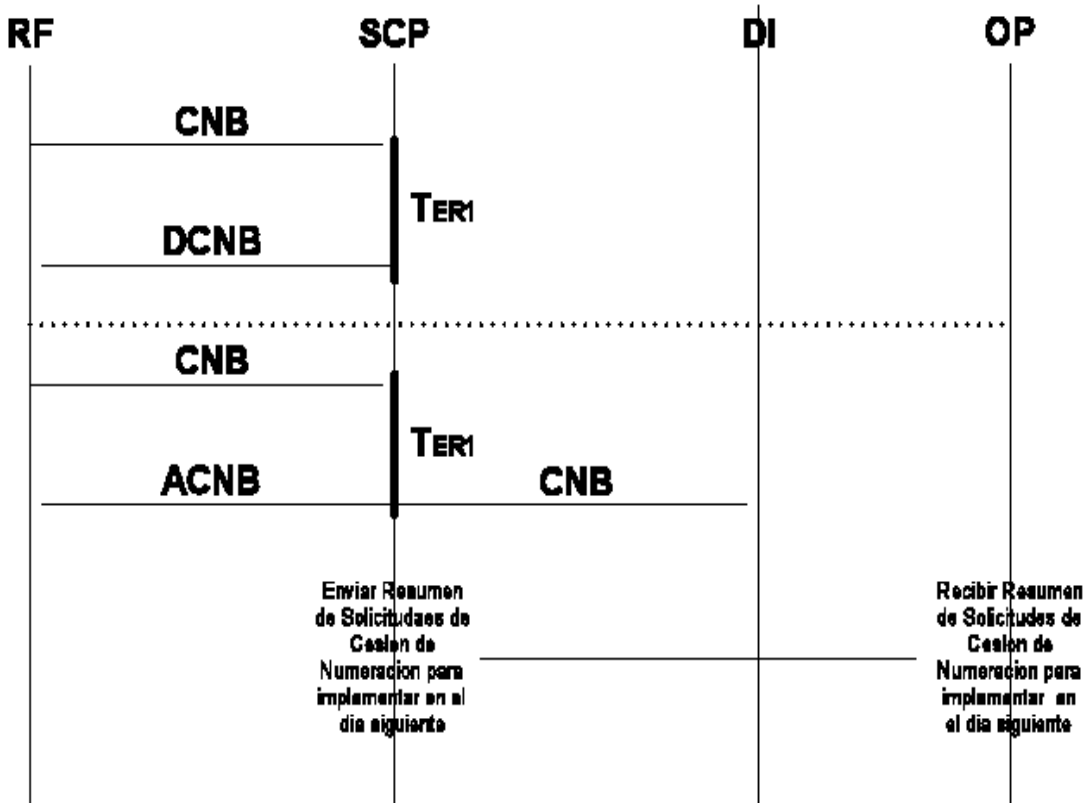 RF SCP DI OP
CNB
TER1
DCNB
CNB
TER1
ACNB CNB
Enviar Resumen
de Solicitudaes de
Cesion de
Numeracion para
implementar en el
dia siguiente
Recibir Resumen
de Solicitudes de
Cesion de
Numeracion para
implementar en
el dia siguiente